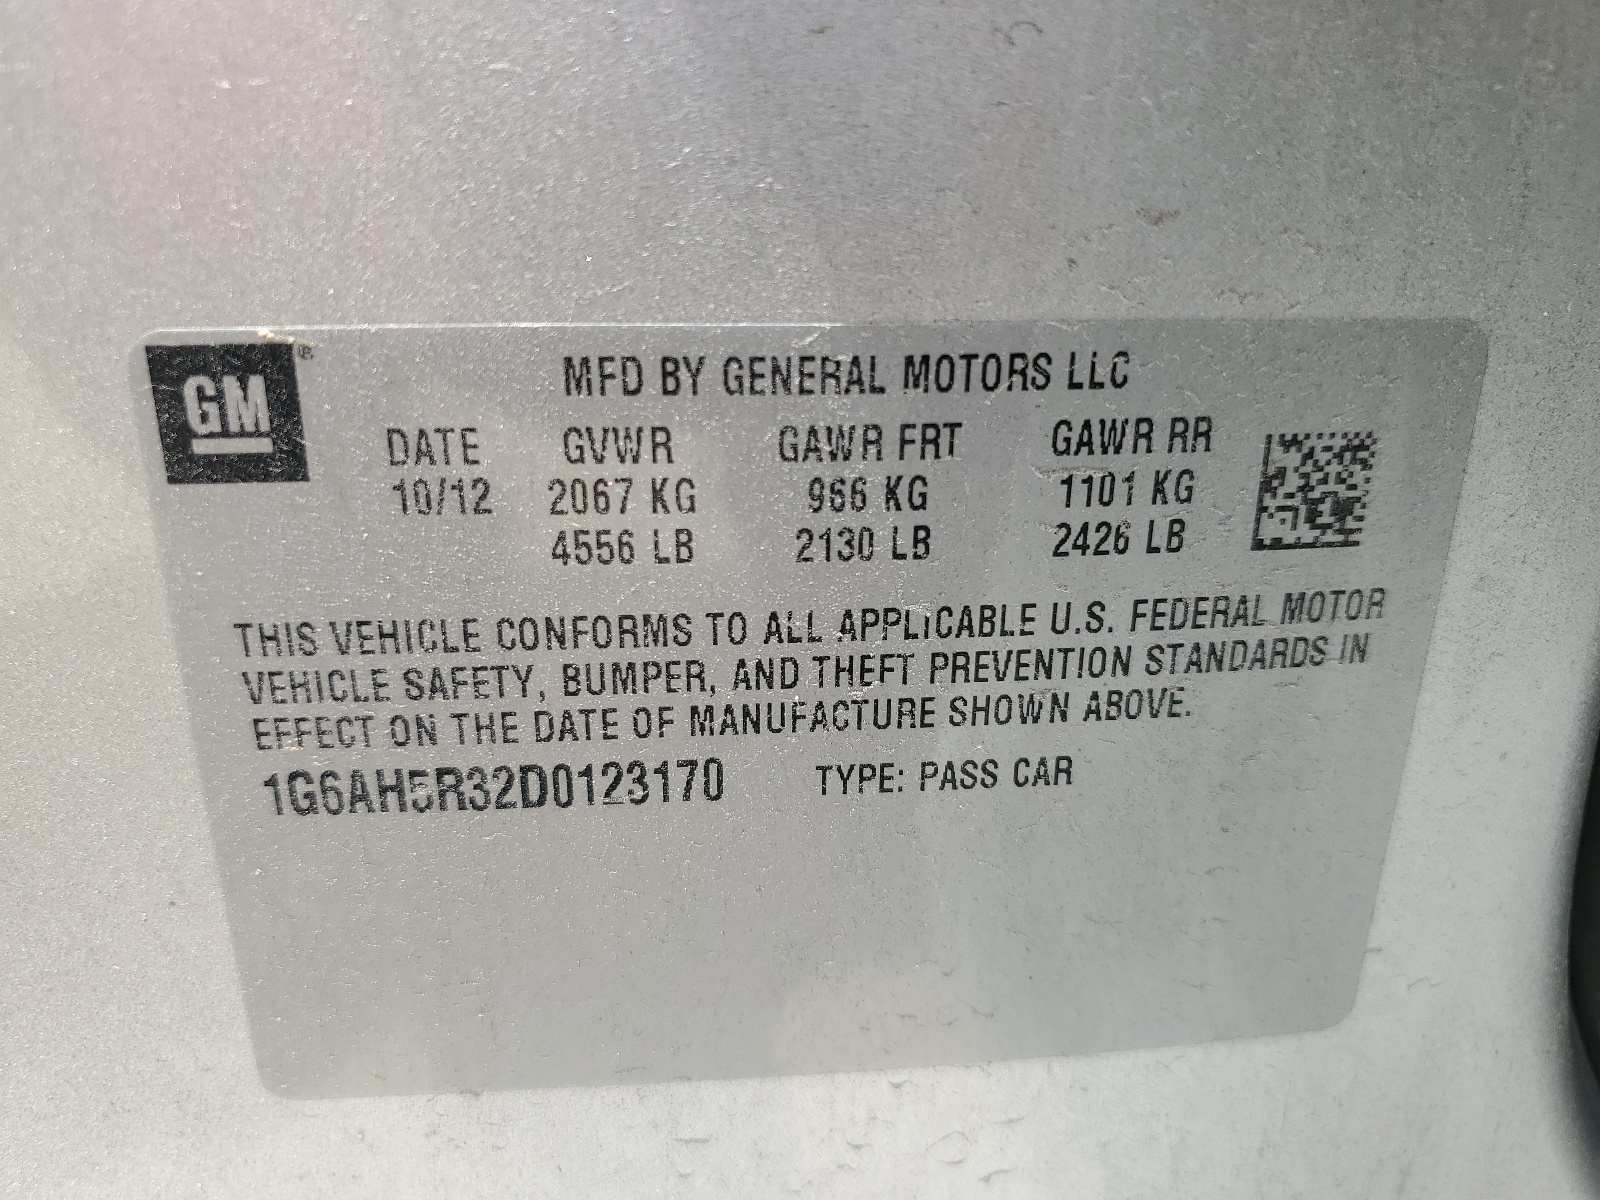 GM ®
MFD BY GENERAL MOTORS LLC
DATE GVWR GAWR FRT GAWR RR
10/12 2067 KG 966 KG 1101 KG
4556 LB 2130 LB 2426 LB
THIS VEHICLE CONFORMS TO ALL APPLICABLE U.S. FEDERAL MOTOR
VEHICLE SAFETY, BUMPER, AND THEFT PREVENTION STANDARDS IN
EFFECT ON THE DATE OF MANUFACTURE SHOWN ABOVE.
1G6AH5R32D0123170 TYPE: PASS CAR